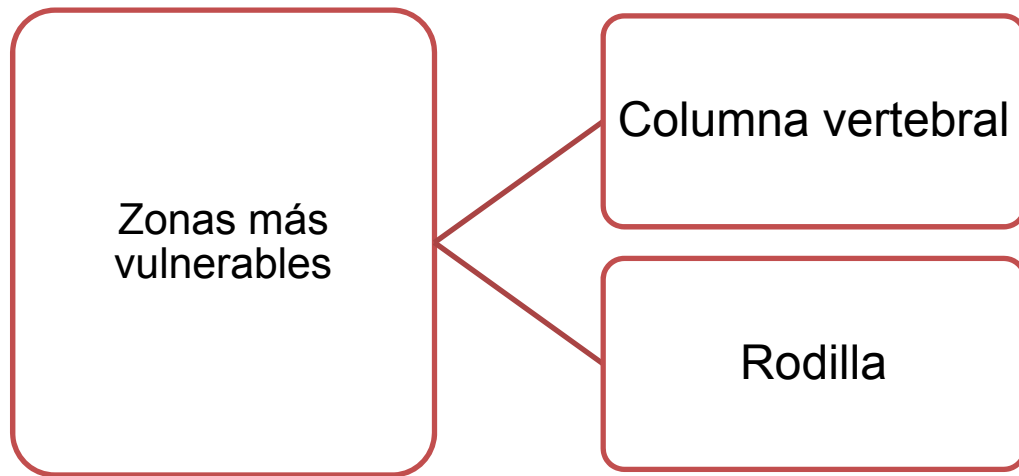 Zonas más
vulnerables
Columna vertebral
Rodilla